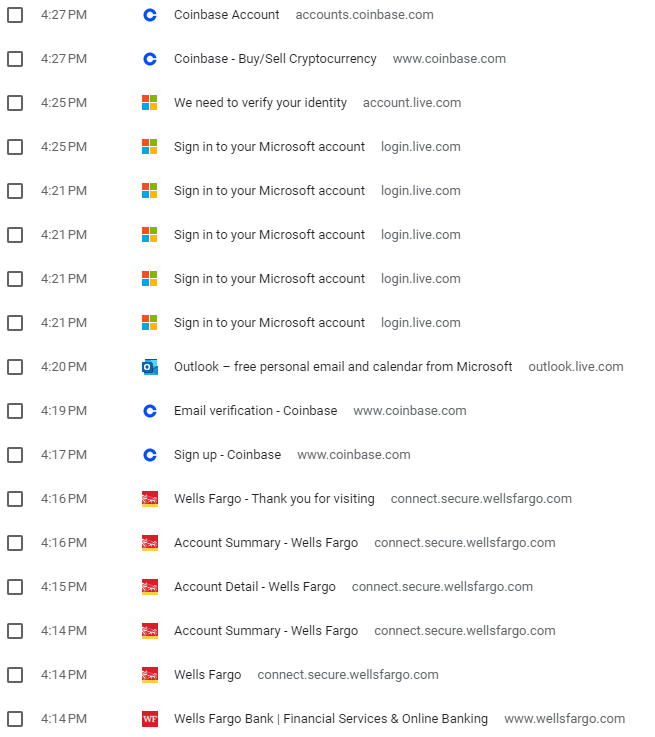 4:27 PM Coinbase Account accounts.coinbase.com
4:27 PM Coinbase - Buy/Sell Cryptocurrency www.coinbase.com
4:25 PM We need to verify your identity account.live.com
4:25 PM Sign in to your Microsoft account login.live.com
4:21 PM Sign in to your Microsoft account login.live.com
4:21 PM Sign in to your Microsoft account login.live.com
4:21 PM Sign in to your Microsoft account login.live.com
4:21 PM Sign in to your Microsoft account login.live.com
4:20 PM Outlook – free personal email and calendar from Microsoft outlook.live.com
4:19 PM Email verification - Coinbase www.coinbase.com
4:17 PM Sign up - Coinbase www.coinbase.com
4:16 PM Wells Fargo - Thank you for visiting connect.secure.wellsfargo.com
4:16 PM Account Summary - Wells Fargo connect.secure.wellsfargo.com
4:15 PM Account Detail - Wells Fargo connect.secure.wellsfargo.com
4:14 PM Account Summary - Wells Fargo connect.secure.wellsfargo.com
4:14 PM Wells Fargo connect.secure.wellsfargo.com
4:14 PM WF Wells Fargo Bank | Financial Services & Online Banking www.wellsfargo.com